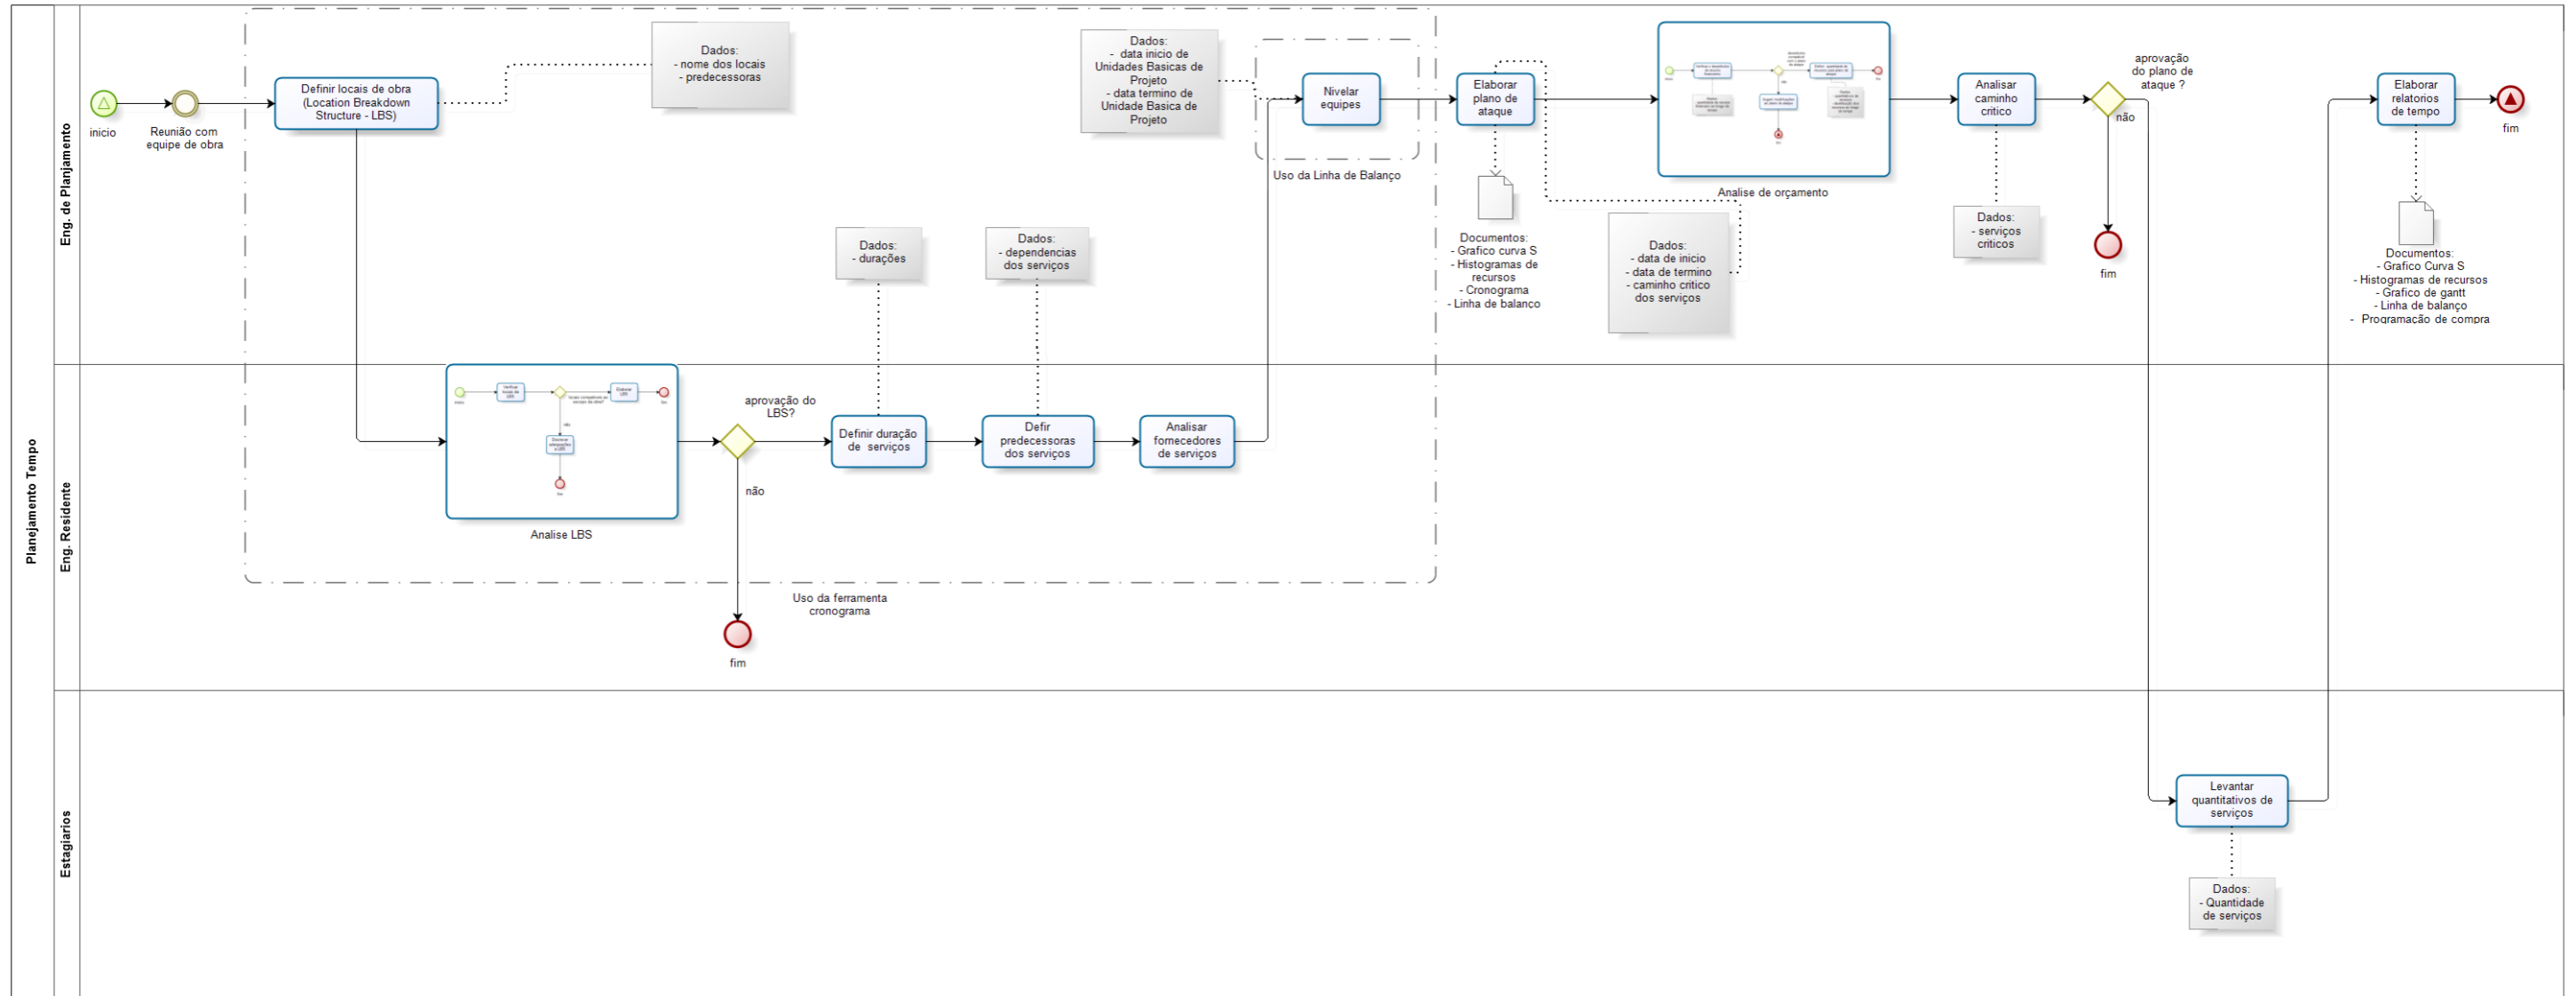 Planejamento Tempo
Eng. de Planjamento
inicio
Reunião com
equipe de obra
Definir locais de obra
(Location Breakdown
Structure - LBS)
Dados:
- nome dos locais
- predecessoras
Dados:
- data inicio de
Unidades Basicas de
Projeto
- data termino de
Unidade Basica de
Projeto
Nivelar
equipes
Uso da Linha de Balanço
Elaborar
plano de
ataque
Documentos:
- Grafico curva S
- Histogramas de
recursos
- Cronograma
- Linha de balanco
Analise de orçamento
Dados:
- data de inicio
- data de termino
- caminho critico
dos serviços
Analisar
caminho
critico
Dados:
- serviços
criticos
aprovação
do plano de
ataque ?
não
fim
Elaborar
relatorios
de tempo
fim
Documentos:
- Grafico Curva S
- Histogramas de recursos
- Grafico de gantt
- Linha de balanço
- Programação de compra
Dados:
- durações
Dados:
- dependencias
dos serviços
Eng. Residente
Analise LBS
aprovação do
LBS?
não
fim
Definir duração
de serviços
Defir
predecessoras
dos serviços
Analisar
fornecedores
de serviços
Uso da ferramenta
cronograma
Estagiarios
Levantar
quantitativos de
serviços
Dados:
- Quantidade
de serviços